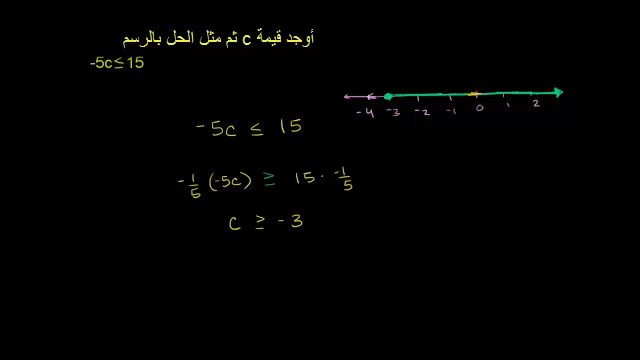 أوجد قيمة c ثم مثل الحل بالرسم
-5c≤15
-4 -3 -2 -1 0 1 2
-5c ≤ 15
-1/5 (-5c) ≥ 15 · -1/5
c ≥ -3